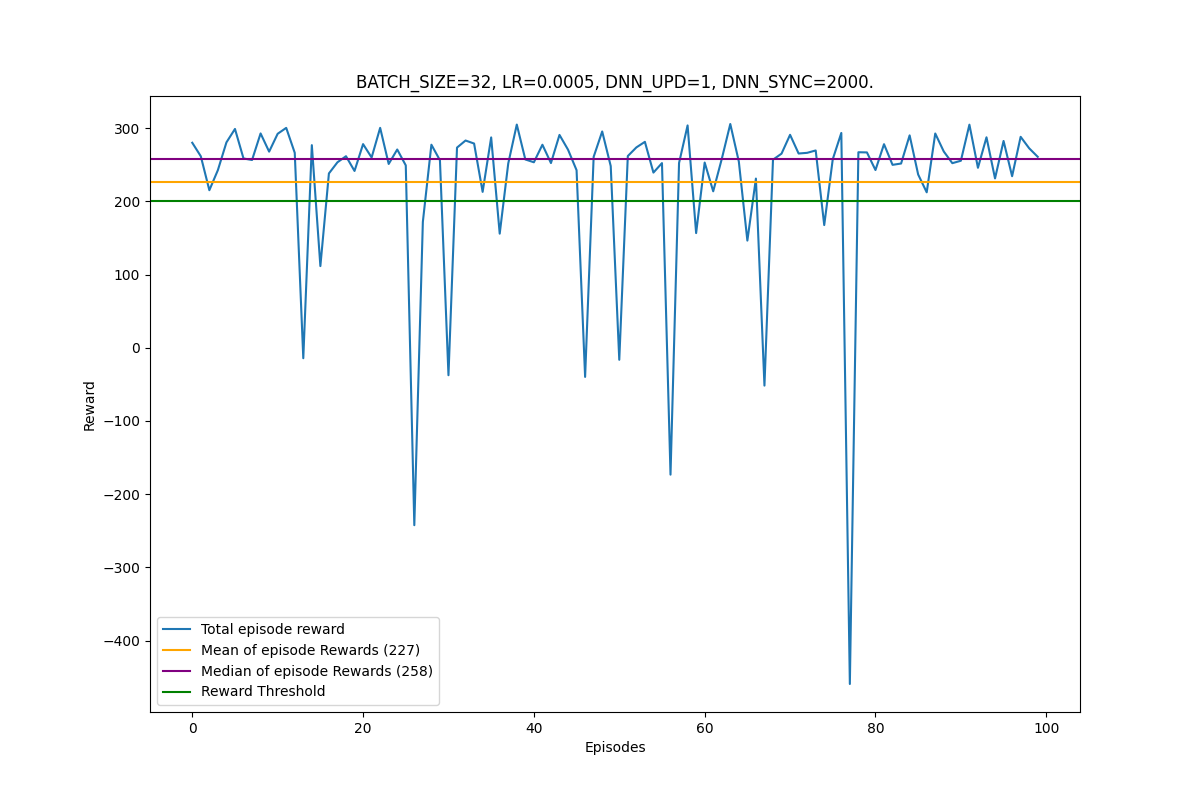 BATCH_SIZE=32, LR=0.0005, DNN_UPD=1, DNN_SYNC=2000.
300
200
100
0
−100
−200
−300
−400
Reward
Total episode reward
Mean of episode Rewards (227)
Median of episode Rewards (258)
Reward Threshold
0 20 40 60 80 100
Episodes